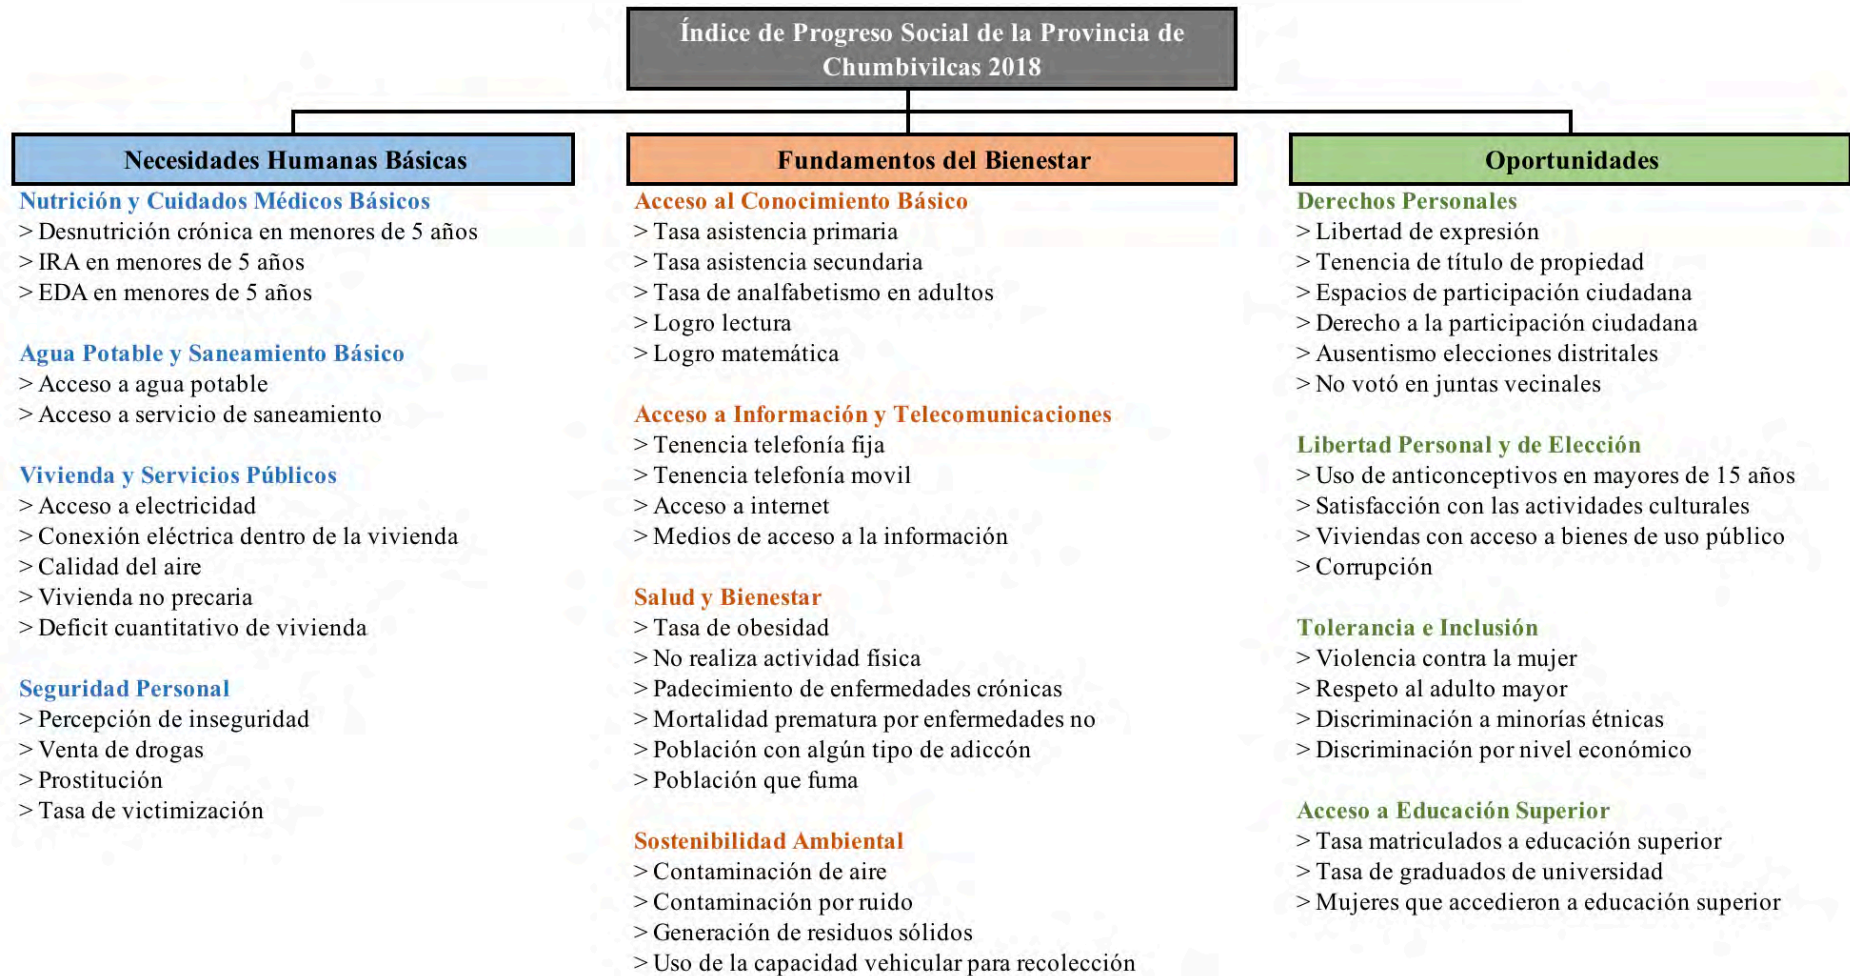 Índice de Progreso Social de la Provincia de
Chumbivilcas 2018
Necesidades Humanas Básicas
Nutrición y Cuidados Médicos Básicos
> Desnutrición crónica en menores de 5 años
> IRA en menores de 5 años
> EDA en menores de 5 años
Agua Potable y Saneamiento Básico
> Acceso a agua potable
> Acceso a servicio de saneamiento
Vivienda y Servicios Públicos
> Acceso a electricidad
> Conexión eléctrica dentro de la vivienda
> Calidad del aire
> Vivienda no precaria
> Deficit cuantitativo de vivienda
Seguridad Personal
> Percepción de inseguridad
> Venta de drogas
> Prostitución
> Tasa de victimización
Fundamentos del Bienestar
Acceso al Conocimiento Básico
> Tasa asistencia primaria
> Tasa asistencia secundaria
> Tasa de analfabetismo en adultos
> Logro lectura
> Logro matemática
Acceso a Información y Telecomunicaciones
> Tenencia telefonía fija
> Tenencia telefonía movil
> Acceso a internet
> Medios de acceso a la información
Salud y Bienestar
> Tasa de obesidad
> No realiza actividad física
> Padecimiento de enfermedades crónicas
> Mortalidad prematura por enfermedades no
> Población con algún tipo de adiccón
> Población que fuma
Sostenibilidad Ambiental
> Contaminación de aire
> Contaminación por ruido
> Generación de residuos sólidos
> Uso de la capacidad vehicular para recolección
Oportunidades
Derechos Personales
> Libertad de expresión
> Tenencia de título de propiedad
> Espacios de participación ciudadana
> Derecho a la participación ciudadana
> Ausentismo elecciones distritales
> No votó en juntas vecinales
Libertad Personal y de Elección
> Uso de anticonceptivos en mayores de 15 años
> Satisfacción con las actividades culturales
> Viviendas con acceso a bienes de uso público
> Corrupción
Tolerancia e Inclusión
> Violencia contra la mujer
> Respeto al adulto mayor
> Discriminación a minorías étnicas
> Discriminación por nivel económico
Acceso a Educación Superior
> Tasa matriculados a educación superior
> Tasa de graduados de universidad
> Mujeres que accedieron a educación superior